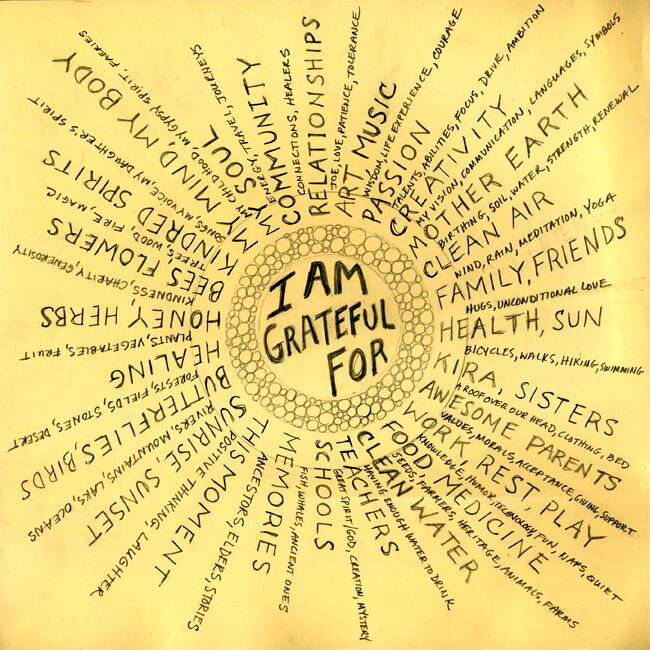 I AM
GRATEFUL
FOR
RELATIONSHIPS
JOE, LOVE, PATIENCE, TOLERANCE
ART MUSIC
WISDOM, LIFE EXPERIENCE, COURAGE
PASSION
TALENTS ABILITIES, FOCUS, DRIVE, AMBITION
CREATIVITY
MY VISION, COMMUNICATION, LANGUAGES, SYMBOLS
MOTHER EARTH
BIRTHING, SOIL, WATER, STRENGTH, RENEWAL
CLEAN AIR
WIND, RAIN, MEDITATION, YOGA
FAMILY, FRIENDS
HUGS, UNCONDITIONAL LOVE
HEALTH, SUN
BICYCLES, WALKS, HIKING, SWIMMING
KIRA, SISTERS
A ROOF OVER OUR HEAD, CLOTHING, BED
AWESOME PARENTS
VALUES, MORALS, ACCEPTANCE, GIVING, SUPPORT
WORK, REST, PLAY
KNOWLEDGE, HUMOR, TECHNOLOGY, FUN, NAPS, QUIET
FOOD, MEDICINE
SEEDS, FARMERS, HERITAGE, ANIMALS, FARMS
CLEAN WATER
HAVING ENOUGH WATER TO DRINK
TEACHERS
GREAT SPIRIT/GOD, CREATION, MYSTERY
SCHOOLS
FISH, WHALES, ANCIENT ONES
MEMORIES
ANCESTORS, ELDERS, STORIES
THIS MOMENT
POSITIVE THINKING, LAUGHTER
SUNRISE, SUNSET
RIVERS, MOUNTAINS, LAKS, OCEANS
BUTTERFLIES, BIRDS
FORESTS, FIELDS, STONES, DESERT
HEALING
PLANTS, VEGETABLES, FRUIT
HONEY HERBS
KINDNESS, CHARITY, GENEROSITY
BEES FLOWERS
TREES, WOOD, FIRE, MAGIC
KINDRED SPIRITS
SONGS, MY VOICE, MY DAUGHTER'S SPIRIT
MY MIND, MY BODY
MY CHILDHOOD, MY GYPSY SPIRIT, FAERIES
MY SOUL
ENERGY, TRAVEL, JOURNEYS
COMMUNITY
CONNECTIONS, HEALERS